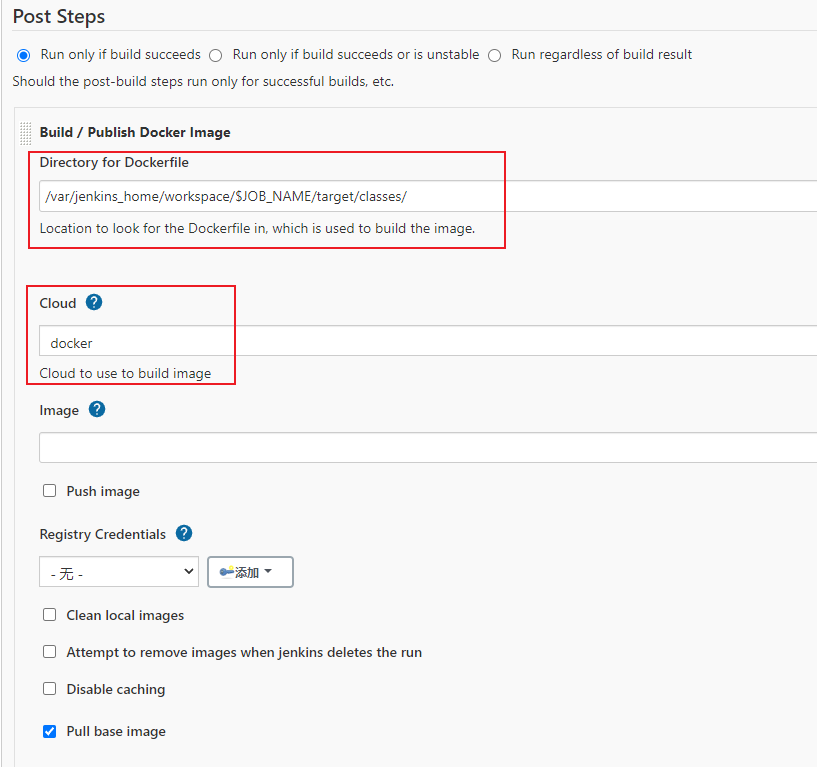 Post Steps
Run only if build succeeds Run only if build succeeds or is unstable Run regardless of build result
Should the post-build steps run only for successful builds, etc.
Build / Publish Docker Image
Directory for Dockerfile
/var/jenkins_home/workspace/$JOB_NAME/target/classes/
Location to look for the Dockerfile in, which is used to build the image.
Cloud ?
docker
Cloud to use to build image
Image ?
Push image
Registry Credentials ?
- 无 - 添加
Clean local images
Attempt to remove images when jenkins deletes the run
Disable caching
Pull base image